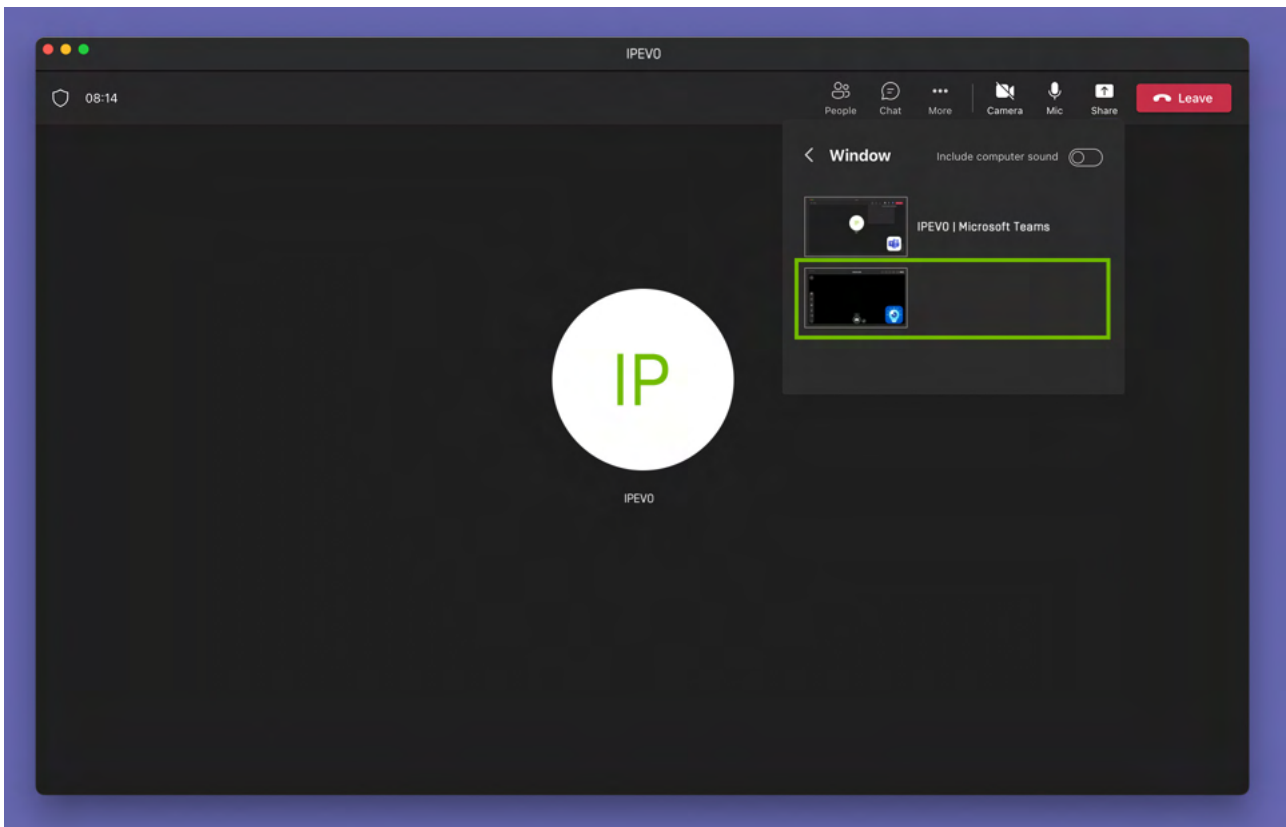 IPEVO
08:14
People Chat More Camera Mic Share Leave
Window Include computer sound
IPEVO | Microsoft Teams
IP
IPEVO